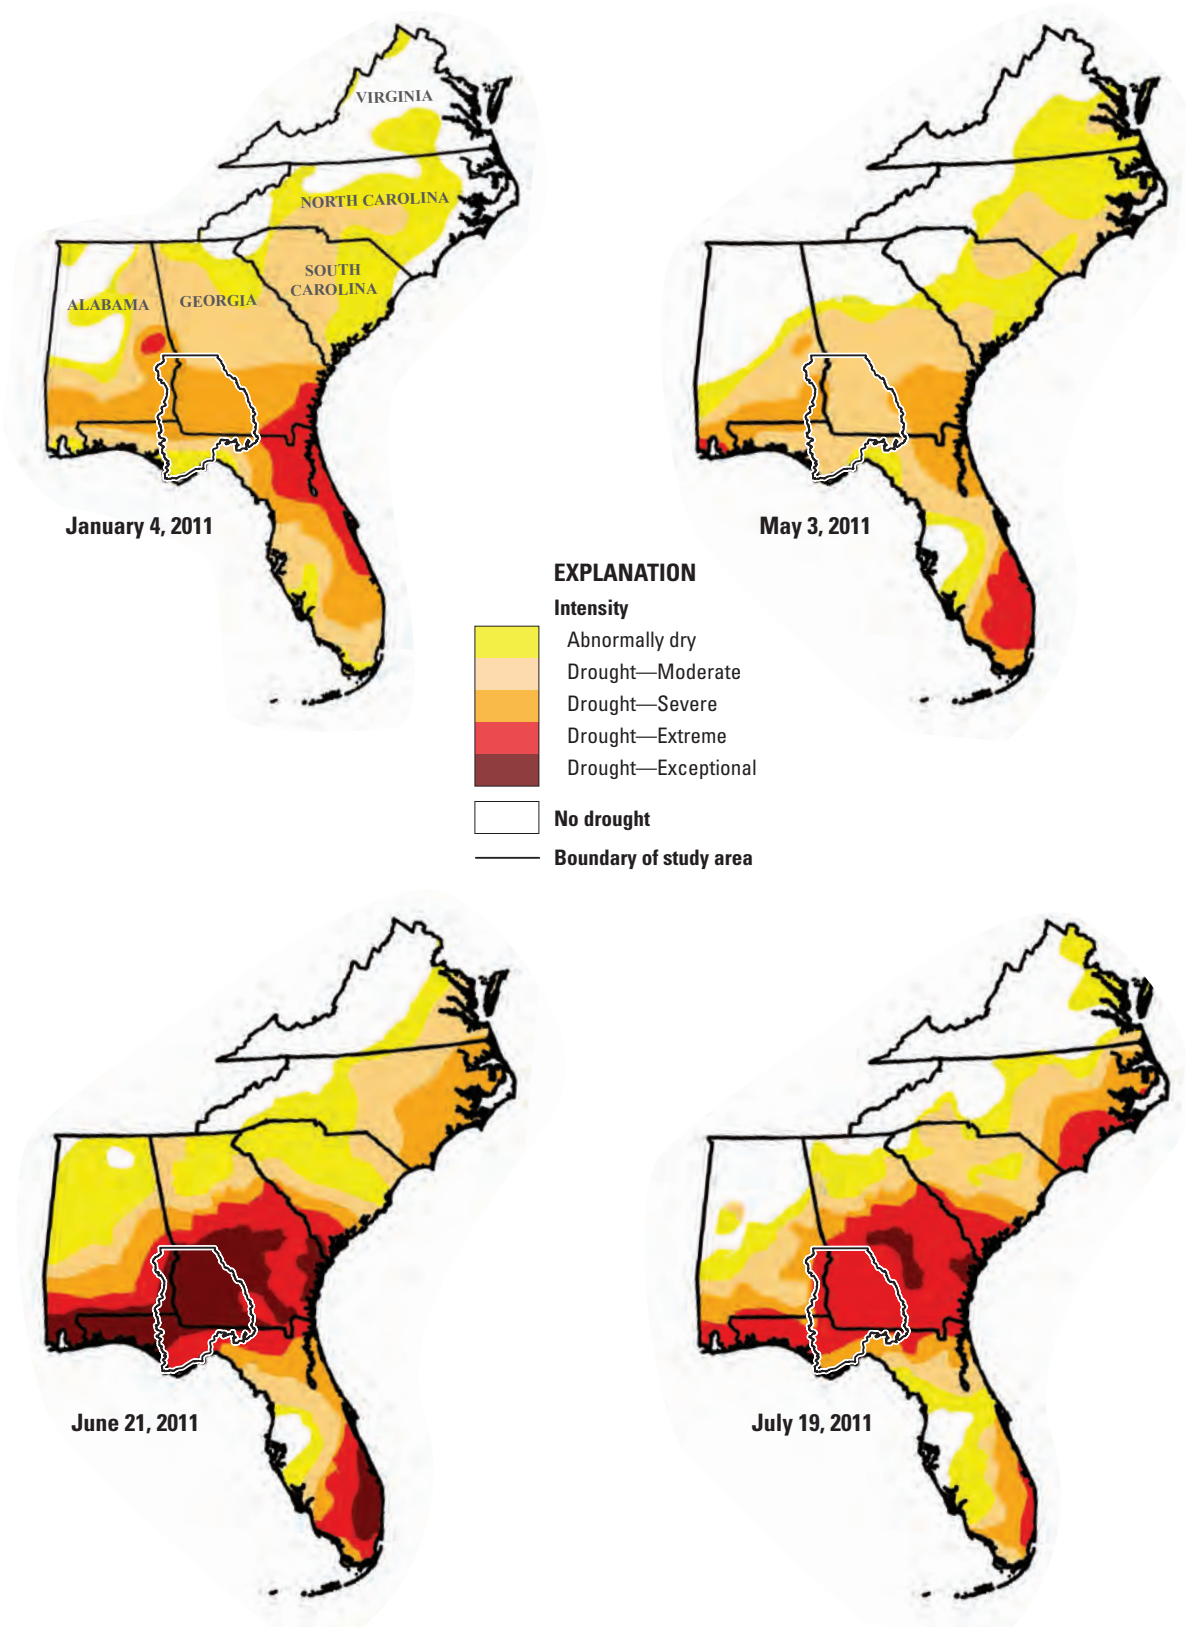 VIRGINIA
NORTH CAROLINA
SOUTH
CAROLINA
ALABAMA
GEORGIA
January 4, 2011
May 3, 2011
EXPLANATION
Intensity
Abnormally dry
Drought—Moderate
Drought—Severe
Drought—Extreme
Drought—Exceptional
No drought
Boundary of study area
June 21, 2011
July 19, 2011